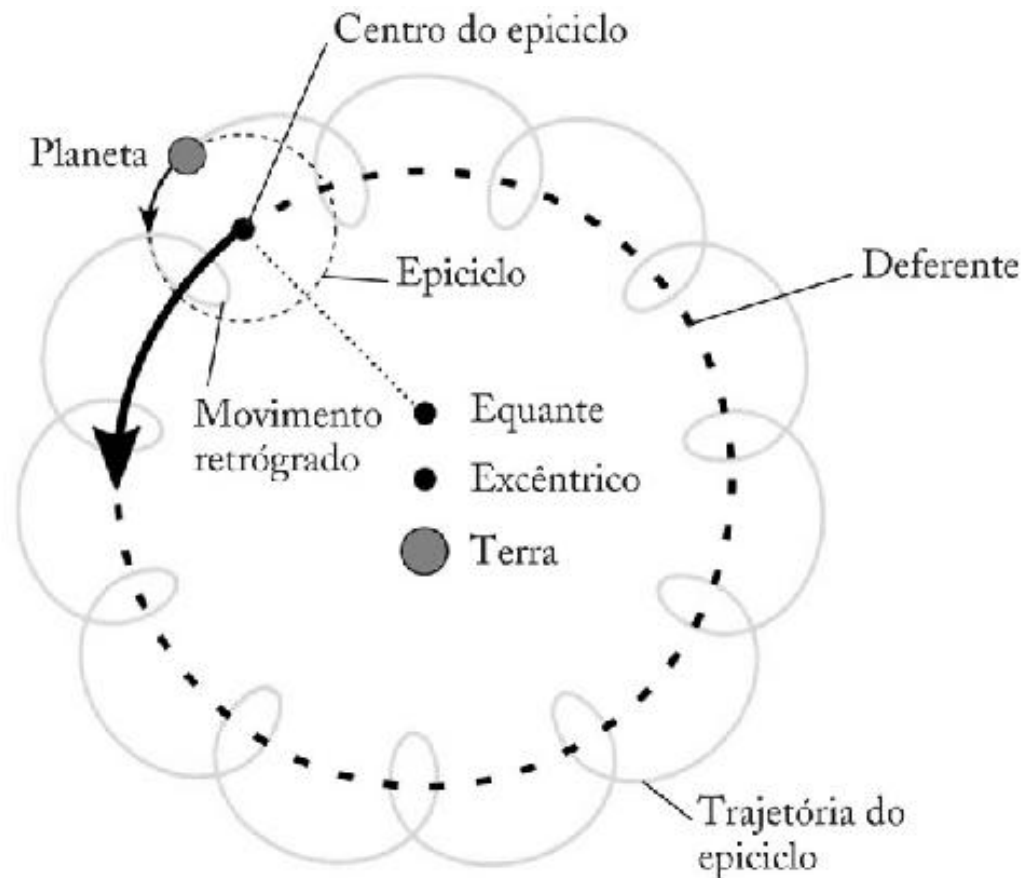 Centro do epiciclo
Planeta
Epiciclo
Deferente
Movimento
retrógrado
Equante
Excêntrico
Terra
Trajetória do
epiciclo